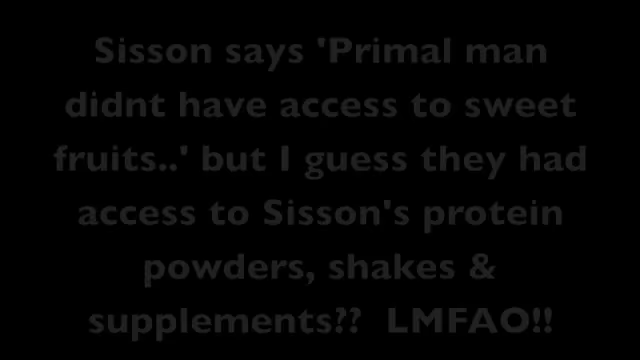 Sisson says 'Primal man
didnt have access to sweet
fruits..' but I guess they had
access to Sisson's protein
powders, shakes &
supplements??  LMFAO!!